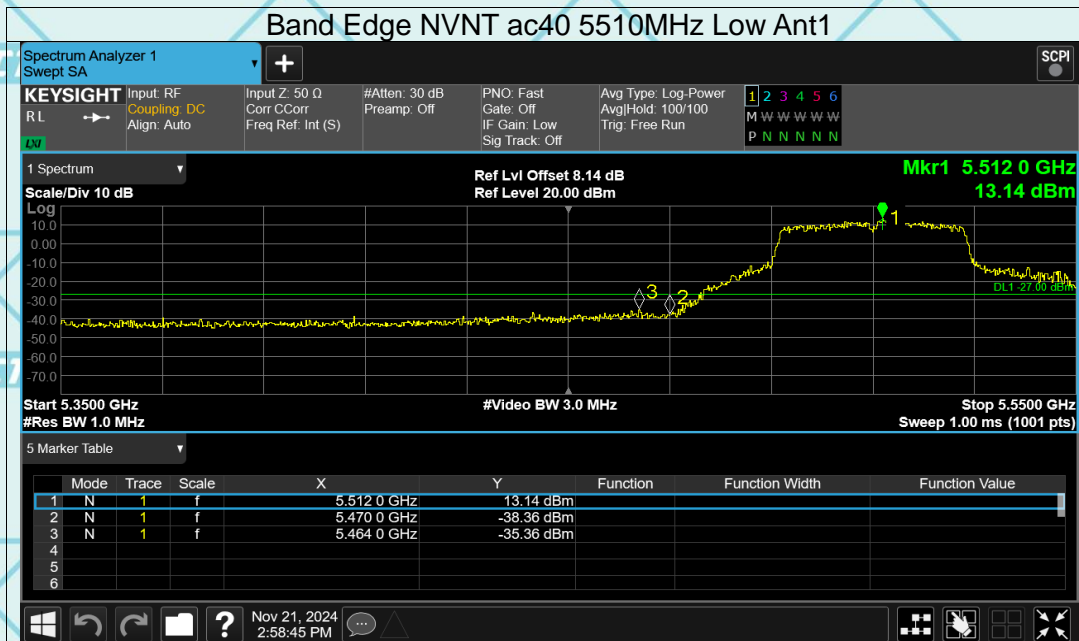 Band Edge NVNT ac40 5510MHz Low Ant1
Spectrum Analyzer 1
Swept SA
+
SCPI
KEYSIGHT Input: RF
RL Coupling: DC
Align: Auto
LXI
Input Z: 50 Ω
Corr CCorr
Freq Ref: Int (S)
#Atten: 30 dB
Preamp: Off
PNO: Fast
Gate: Off
IF Gain: Low
Sig Track: Off
Avg Type: Log-Power
Avg|Hold: 100/100
Trig: Free Run
1 2 3 4 5 6
M W W W W W
P N N N N N
1 Spectrum
Scale/Div 10 dB
Ref Lvl Offset 8.14 dB
Ref Level 20.00 dBm
Mkr1 5.512 0 GHz
13.14 dBm
Log
10.0
0.00
-10.0
-20.0
-30.0
-40.0
-50.0
-60.0
-70.0
1
2
3
DL1 -27.00 dBm
Start 5.3500 GHz #Video BW 3.0 MHz Stop 5.5500 GHz
#Res BW 1.0 MHz Sweep 1.00 ms (1001 pts)
5 Marker Table
Mode Trace Scale X Y Function Function Width Function Value
1 N 1 f 5.512 0 GHz 13.14 dBm
2 N 1 f 5.470 0 GHz -38.36 dBm
3 N 1 f 5.464 0 GHz -35.36 dBm
4
5
6
?
Nov 21, 2024
2:58:45 PM